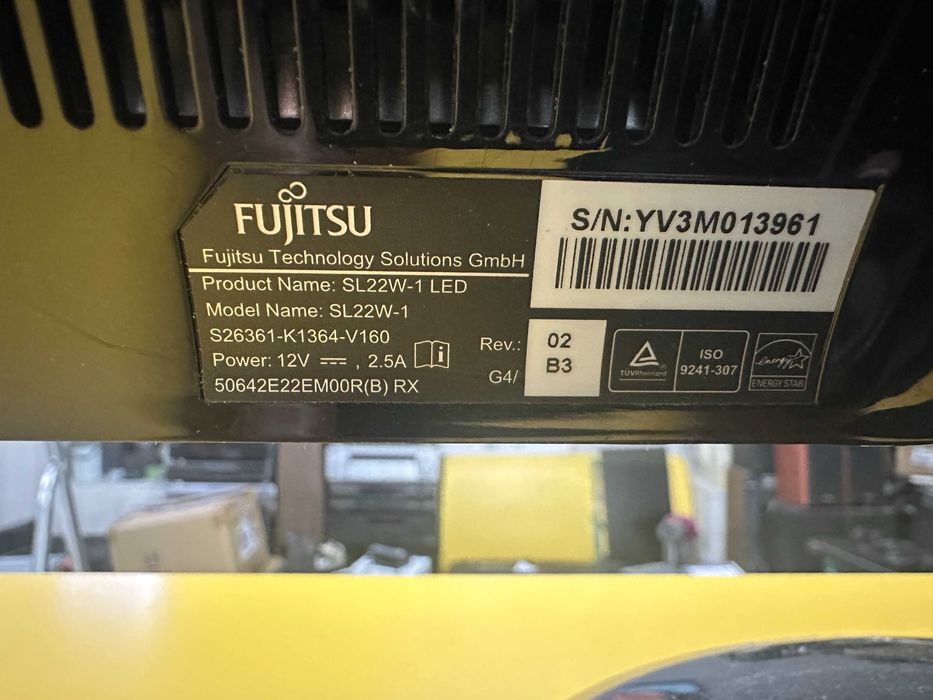 FUJITSU
Fujitsu Technology Solutions GmbH
Product Name: SL22W-1 LED
Model Name: SL22W-1
S26361-K1364-V160
Power: 12V ⎓ , 2.5A
50642E22EM00R(B) RX
S/N:YV3M013961
Rev.: 02
G4/ B3
TÜVRheinland
ISO
9241-307
energy
ENERGY STAR